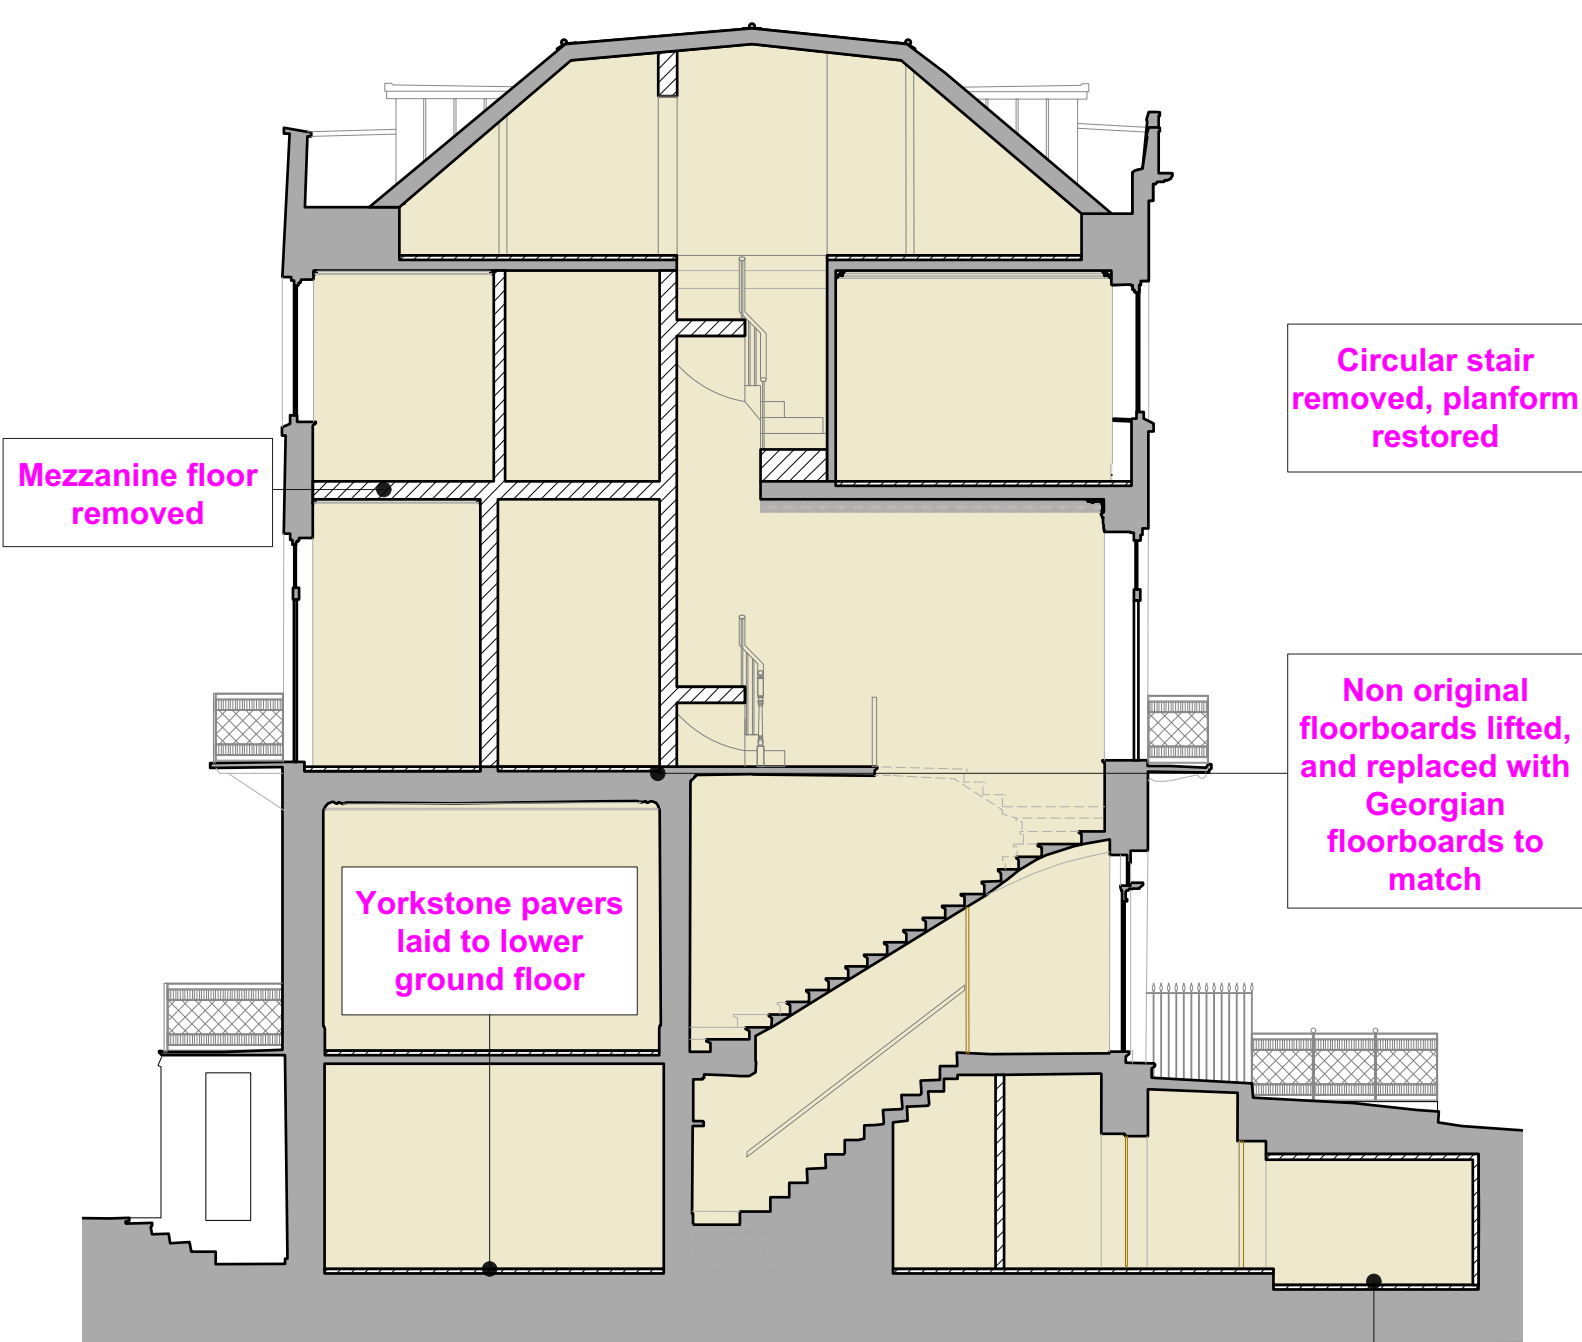 Circular stair
removed, planform
restored
Mezzanine floor
removed
Non original
floorboards lifted,
and replaced with
Georgian
floorboards to
match
Yorkstone pavers
laid to lower
ground floor